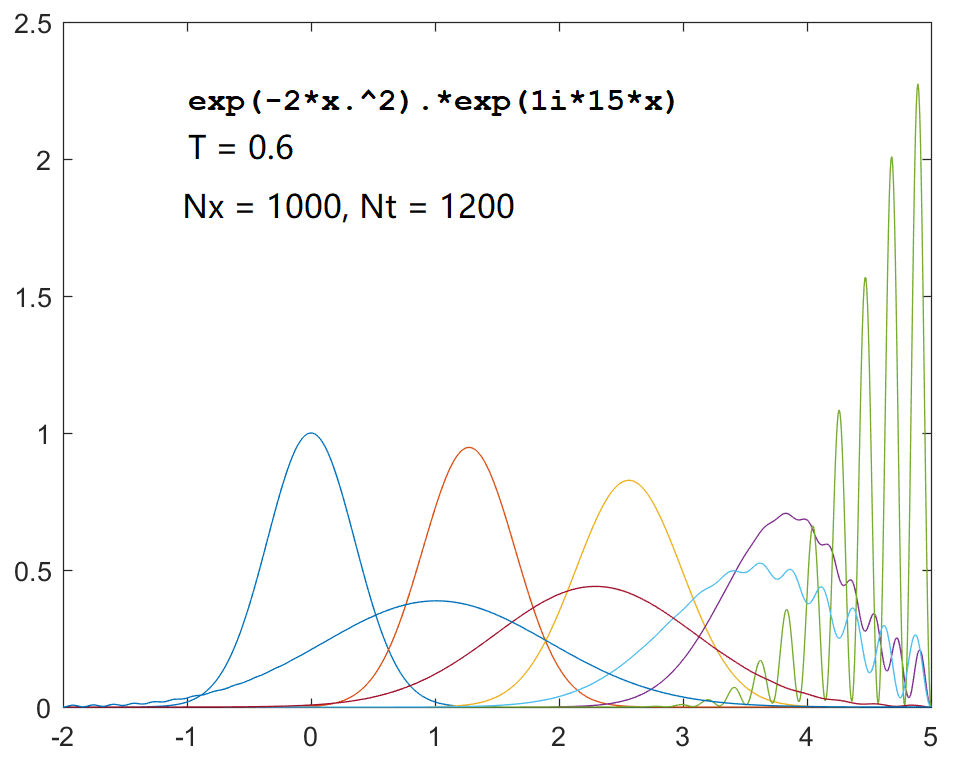 2.5
exp(-2*x.^2).*exp(1i*15*x)
T = 0.6
2
Nx = 1000, Nt = 1200
1.5
1
0.5
0
-2 -1 0 1 2 3 4 5